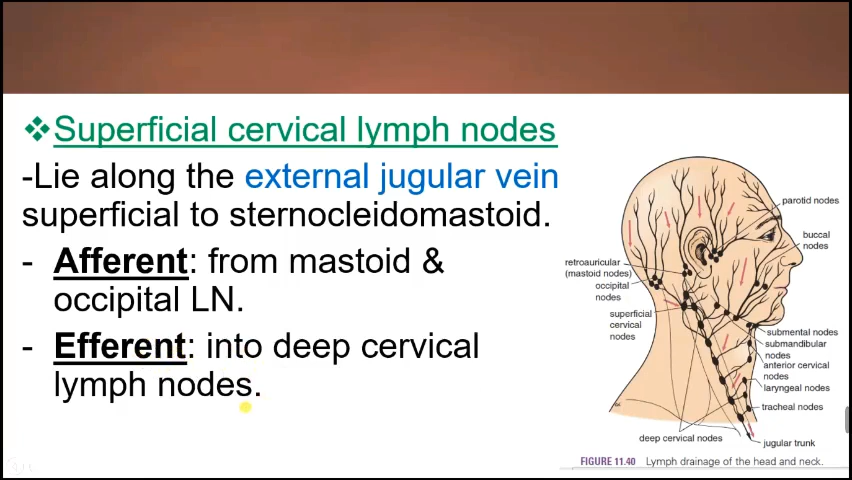 ❖Superficial cervical lymph nodes
-Lie along the external jugular vein
superficial to sternocleidomastoid.
- Afferent: from mastoid &
occipital LN.
- Efferent: into deep cervical
lymph nodes.
parotid nodes
buccal
nodes
retroauricular
(mastoid nodes)
occipital
nodes
superficial
cervical
nodes
submental nodes
submandibular
nodes
anterior cervical
nodes
laryngeal nodes
tracheal nodes
deep cervical nodes
jugular trunk
FIGURE 11.40 Lymph drainage of the head and neck.